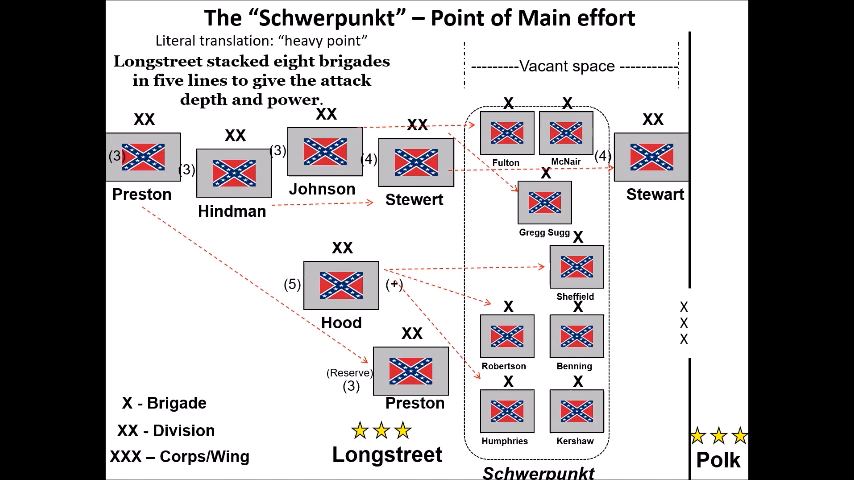 The “Schwerpunkt” – Point of Main effort
Literal translation: “heavy point”
Longstreet stacked eight brigades
in five lines to give the attack
depth and power.
--------Vacant space -------
XX
XX
XX
XX
X
X
XX
(3)
(3)
(3)
(4)
(4)
Fulton
McNair
Preston
Hindman
Johnson
Stewert
Stewart
X
Gregg Sugg
X
XX
(5)
(+)
Sheffield
Hood
X
X
X
X
X
Robertson
Benning
XX
(Reserve)
(3)
Preston
X
X
Humphries
Kershaw
X - Brigade
XX - Division
XXX – Corps/Wing
Longstreet
Schwerpunkt
Polk